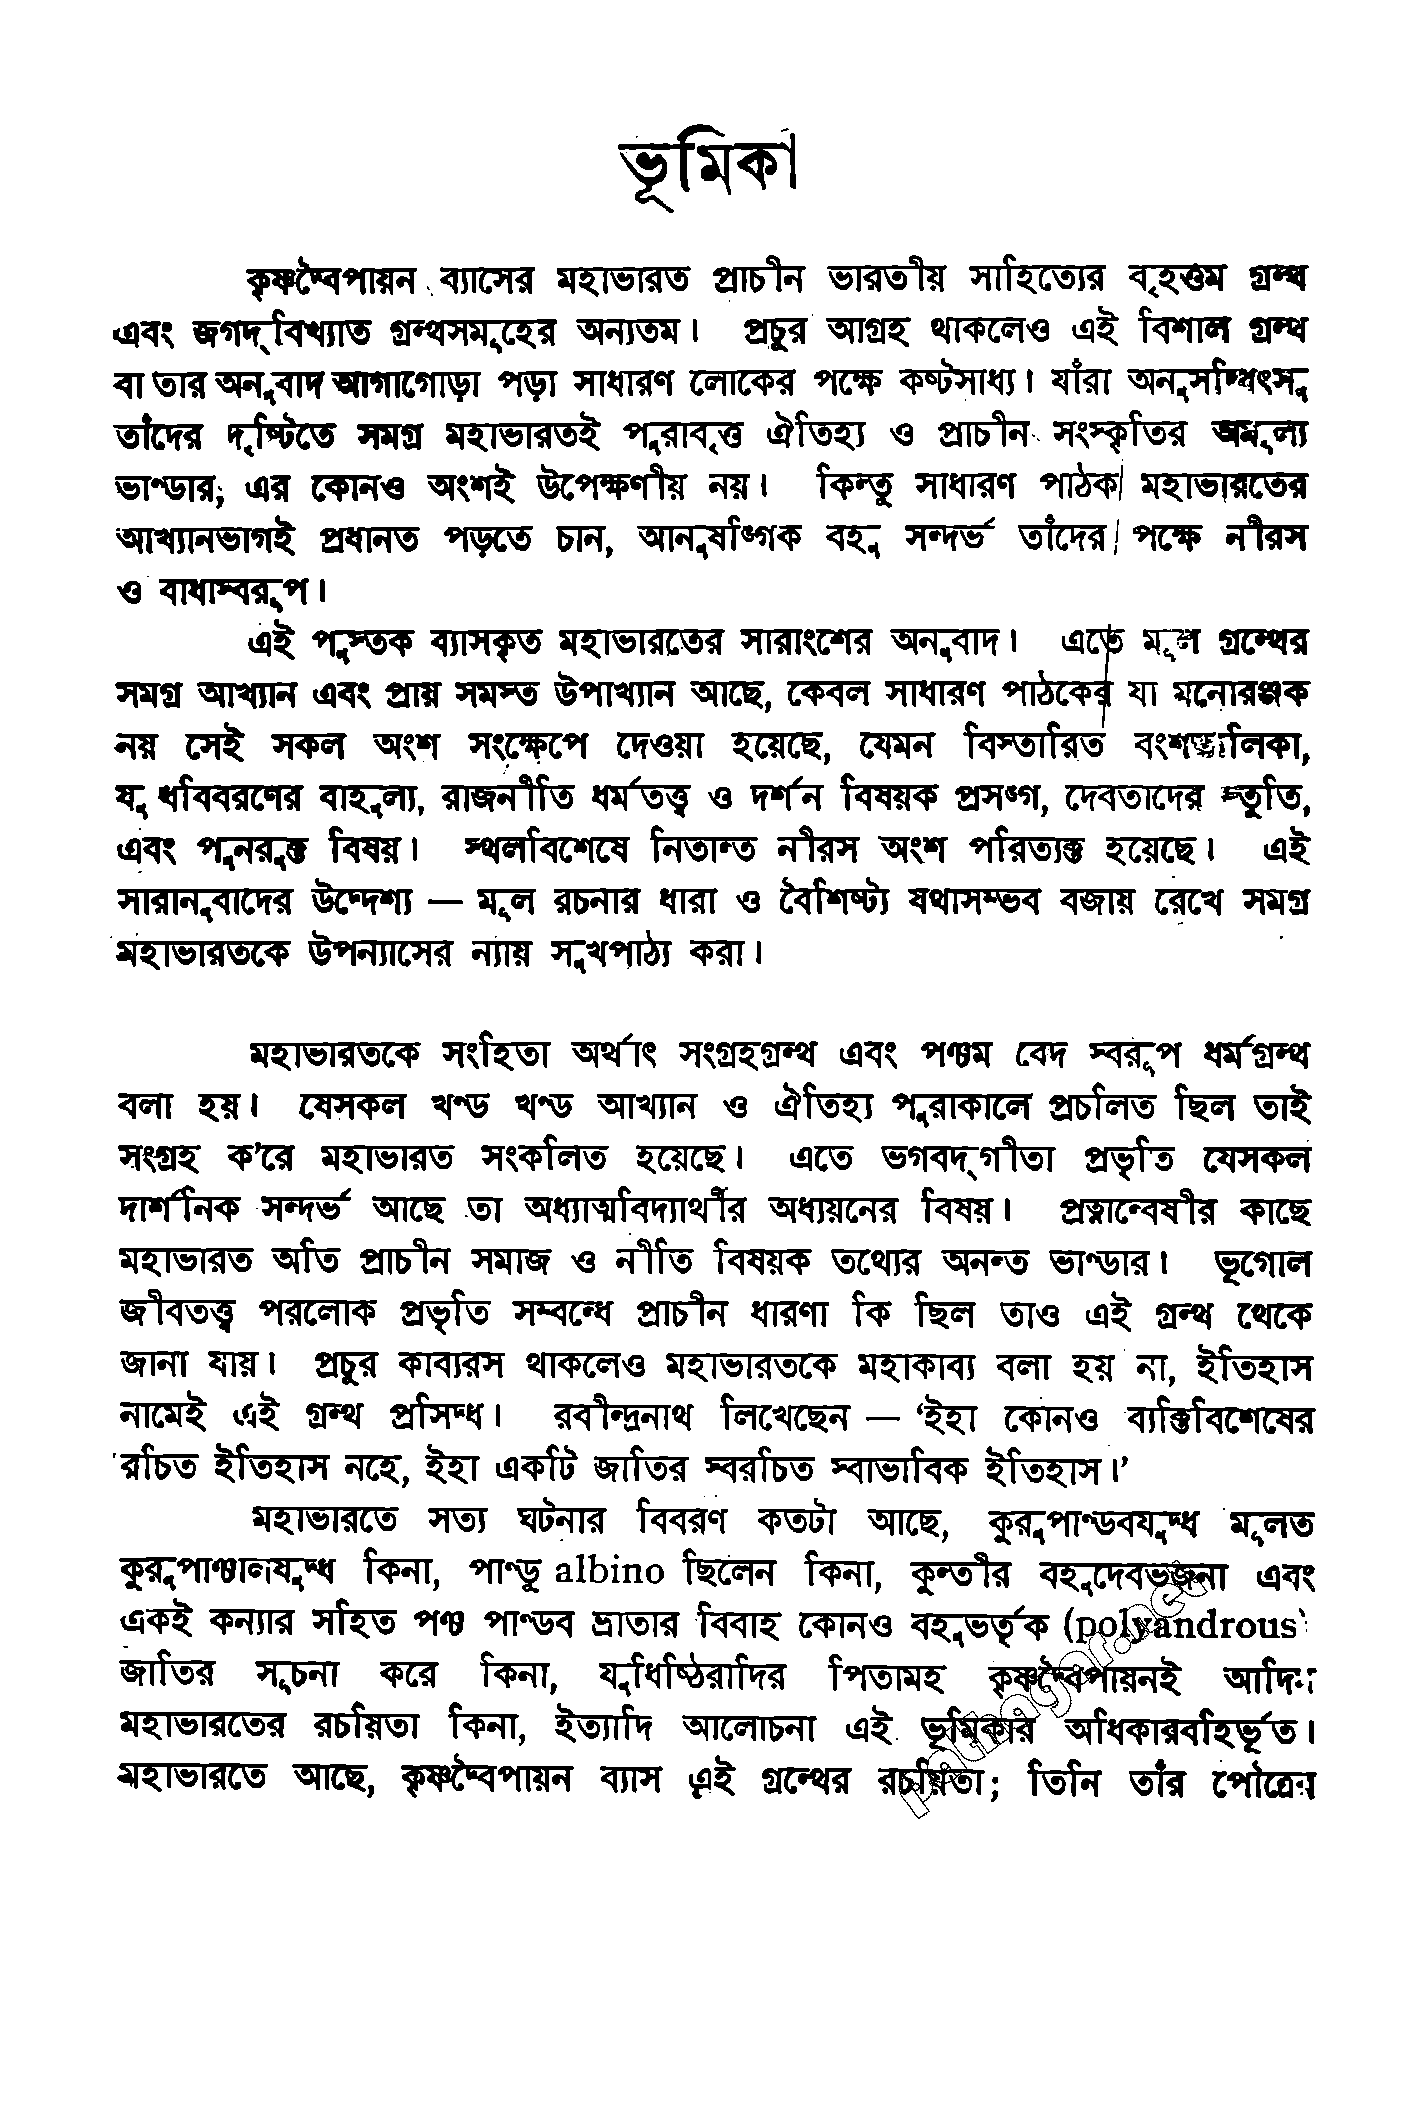 ভূমিকা
কৃষ্ণদ্বৈপায়ন ব্যাসের মহাভারত প্রাচীন ভারতীয় সাহিত্যের বৃহত্তম গ্রন্থ
এবং জগদ্‌বিখ্যাত গ্রন্থসমূহের অন্যতম। প্রচুর আগ্রহ থাকলেও এই বিশাল গ্রন্থ
বা তার অনুবাদ আগাগোড়া পড়া সাধারণ লোকের পক্ষে কষ্টসাধ্য। যাঁরা অনুসন্ধিৎসু
তাঁদের দৃষ্টিতে সমগ্র মহাভারতই পুরাবৃত্ত ঐতিহ্য ও প্রাচীন সংস্কৃতির অমূল্য
ভাণ্ডার; এর কোনও অংশই উপেক্ষণীয় নয়। কিন্তু সাধারণ পাঠক মহাভারতের
আখ্যানভাগই প্রধানত পড়তে চান, আনুষঙ্গিক বহু সন্দর্ভ তাঁদের পক্ষে নীরস
ও বাধাস্বরূপ।
এই পুস্তক ব্যাসকৃত মহাভারতের সারাংশের অনুবাদ। এতে মূল গ্রন্থের
সমগ্র আখ্যান এবং প্রায় সমস্ত উপাখ্যান আছে, কেবল সাধারণ পাঠকের যা মনোরঞ্জক
নয় সেই সকল অংশ সংক্ষেপে দেওয়া হয়েছে, যেমন বিস্তারিত বংশতালিকা,
যুদ্ধবিবরণের বাহুল্য, রাজনীতি ধর্মতত্ত্ব ও দর্শন বিষয়ক প্রসঙ্গ, দেবতাদের স্তুতি,
এবং পুনরুক্ত বিষয়। স্থলবিশেষে নিতান্ত নীরস অংশ পরিত্যক্ত হয়েছে। এই
সারানুবাদের উদ্দেশ্য — মূল রচনার ধারা ও বৈশিষ্ট্য যথাসম্ভব বজায় রেখে সমগ্র
মহাভারতকে উপন্যাসের ন্যায় সুখপাঠ্য করা।
মহাভারতকে সংহিতা অর্থাৎ সংগ্রহগ্রন্থ এবং পঞ্চম বেদ স্বরূপ ধর্মগ্রন্থ
বলা হয়। যেসকল খণ্ড খণ্ড আখ্যান ও ঐতিহ্য পুরাকালে প্রচলিত ছিল তাই
সংগ্রহ ক'রে মহাভারত সংকলিত হয়েছে। এতে ভগবদ্‌গীতা প্রভৃতি যেসকল
দার্শনিক সন্দর্ভ আছে তা অধ্যাত্মবিদ্যার্থীর অধ্যয়নের বিষয়। প্রত্নান্বেষীর কাছে
মহাভারত অতি প্রাচীন সমাজ ও নীতি বিষয়ক তথ্যের অনন্ত ভাণ্ডার। ভূগোল
জীবতত্ত্ব পরলোক প্রভৃতি সম্বন্ধে প্রাচীন ধারণা কি ছিল তাও এই গ্রন্থ থেকে
জানা যায়। প্রচুর কাব্যরস থাকলেও মহাভারতকে মহাকাব্য বলা হয় না, ইতিহাস
নামেই এই গ্রন্থ প্রসিদ্ধ। রবীন্দ্রনাথ লিখেছেন — ‘ইহা কোনও ব্যক্তিবিশেষের
রচিত ইতিহাস নহে, ইহা একটি জাতির স্বরচিত স্বাভাবিক ইতিহাস।’
মহাভারতে সত্য ঘটনার বিবরণ কতটা আছে, কুরুপাণ্ডবযুদ্ধ মূলত
কুরুপাঞ্চালযুদ্ধ কিনা, পাণ্ডু albino ছিলেন কিনা, কুন্তীর বহুদেবভজনা এবং
একই কন্যার সহিত পঞ্চ পাণ্ডব ভ্রাতার বিবাহ কোনও বহুভর্তৃক (polyandrous)
জাতির সূচনা করে কিনা, যুধিষ্ঠিরাদির পিতামহ কৃষ্ণদ্বৈপায়নই আদিম
মহাভারতের রচয়িতা কিনা, ইত্যাদি আলোচনা এই ভূমিকার অধিকারবহির্ভূত।
মহাভারতে আছে, কৃষ্ণদ্বৈপায়ন ব্যাস এই গ্রন্থের রচয়িতা; তিনি তাঁর পৌত্রের